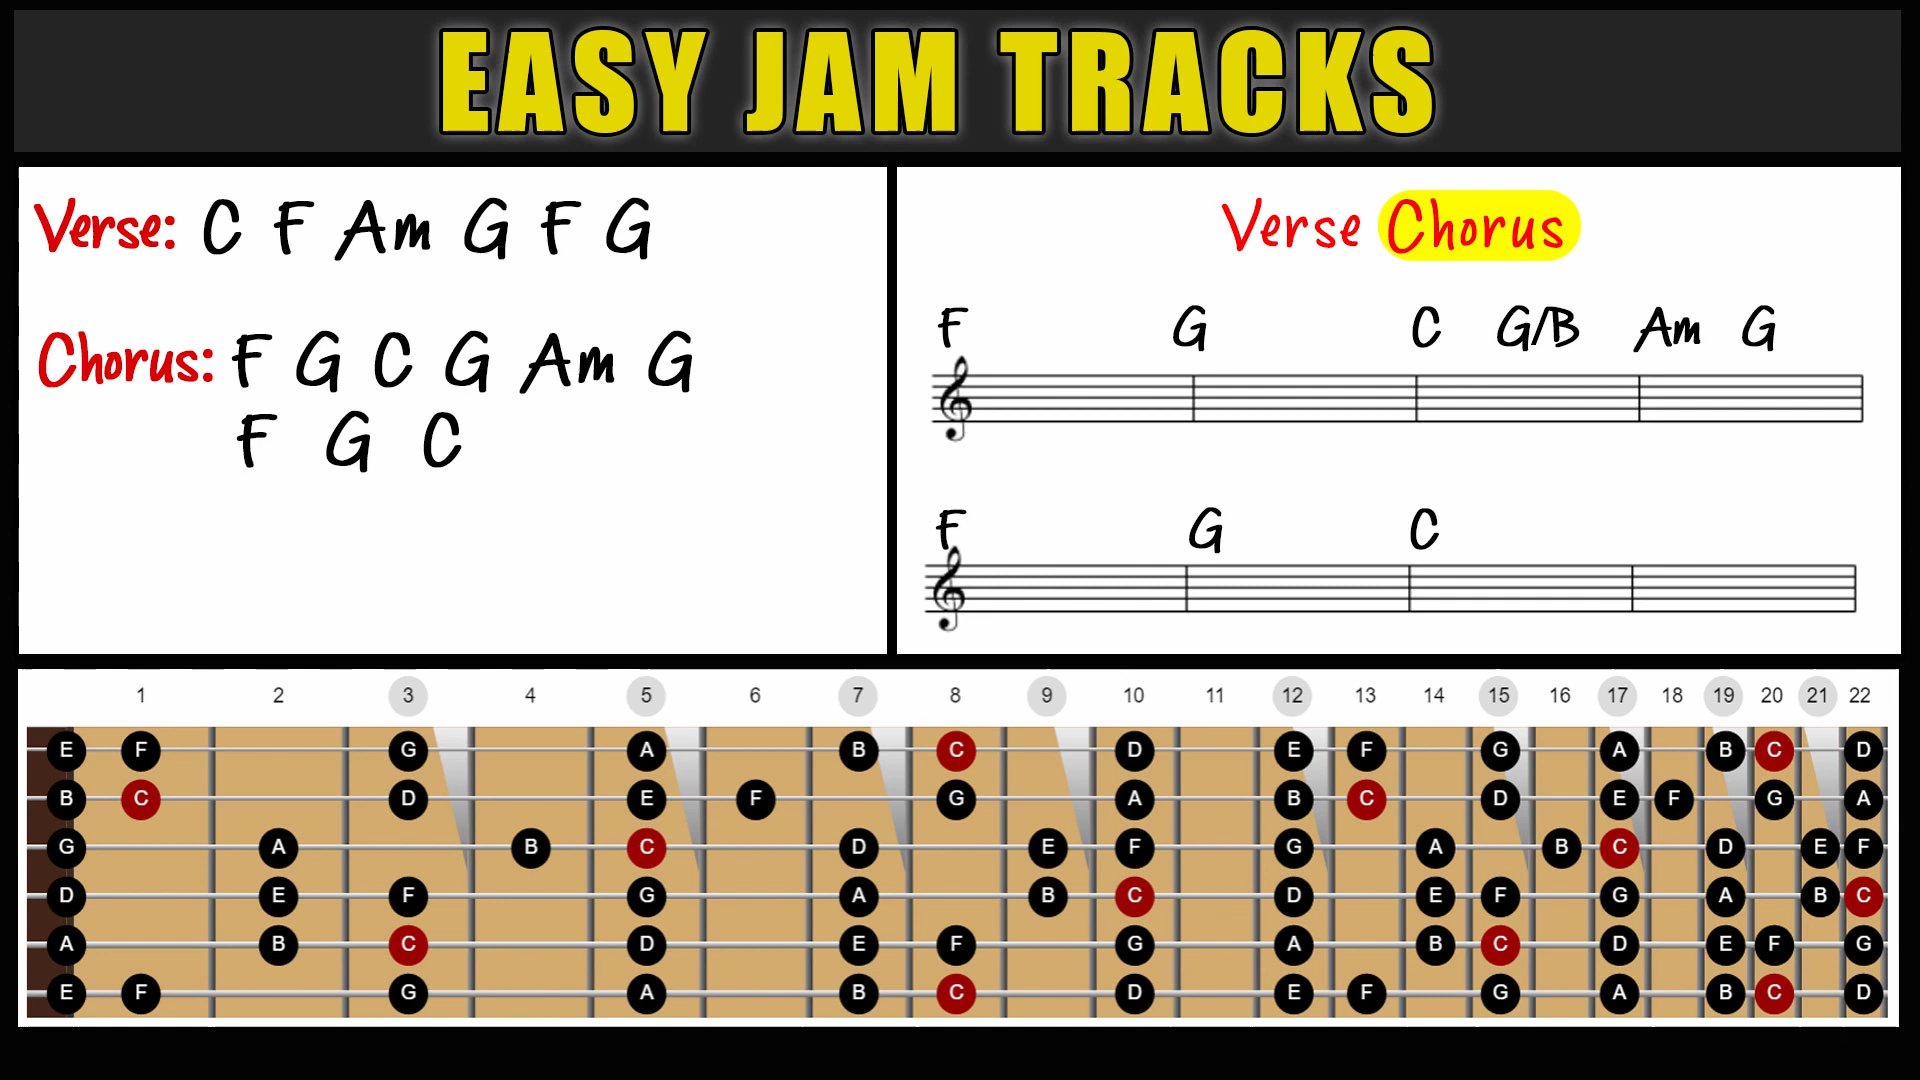 EASY JAM TRACKS
Verse: C F Am G F G
Chorus: F G C G Am G
F G C
Verse Chorus
F G C G/B Am G
F G C
1 2 3 4 5 6 7 8 9 10 11 12 13 14 15 16 17 18 19 20 21 22
E F G A B C D E F G A B C D
B C D E F G A B C D E F G A
G A B C D E F G A B C D E F
D E F G A B C D E F G A B C
A B C D E F G A B C D E F G
E F G A B C D E F G A B C D